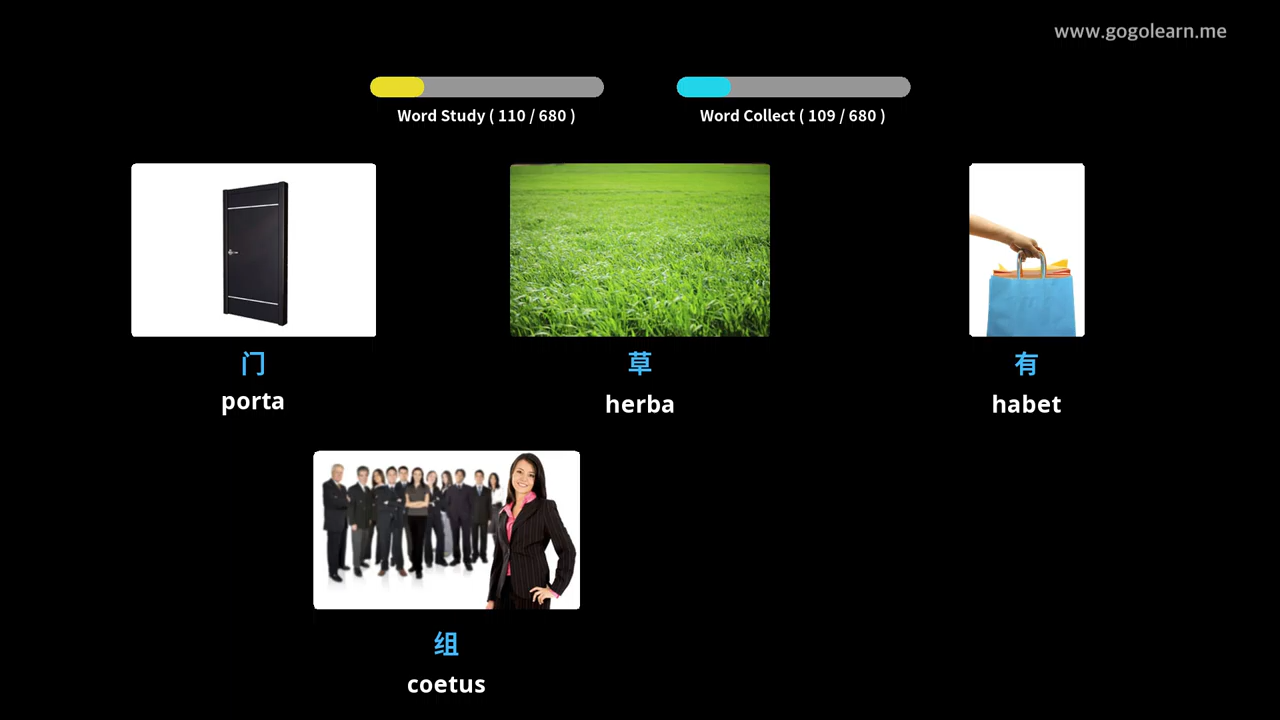 www.gogolearn.me
Word Study ( 110 / 680 )
Word Collect ( 109 / 680 )
门
porta
草
herba
有
habet
组
coetus